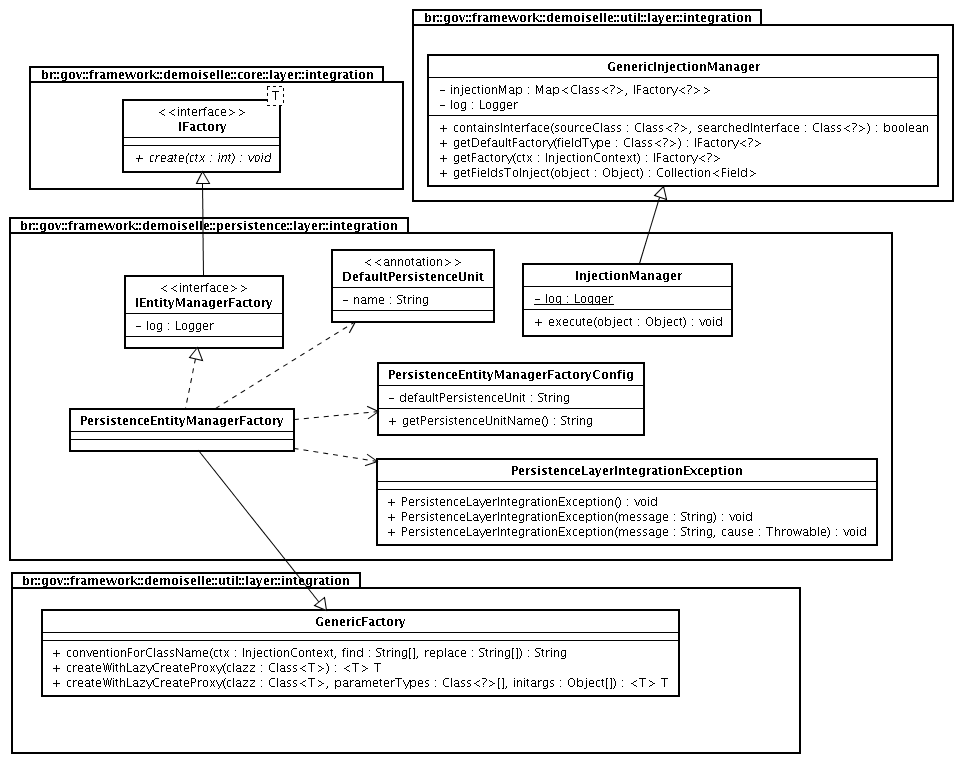 br::gov::framework::demoiselle::util::layer::integration
GenericInjectionManager
- injectionMap : Map<Class<?>, IFactory<?>>
- log : Logger
+ containsInterface(sourceClass : Class<?>, searchedInterface : Class<?>) : boolean
+ getDefaultFactory(fieldType : Class<?>) : IFactory<?>
+ getFactory(ctx : InjectionContext) : IFactory<?>
+ getFieldsToInject(object : Object) : Collection<Field>
br::gov::framework::demoiselle::core::layer::integration
T
<<interface>>
IFactory
+ create(ctx : int) : void
br::gov::framework::demoiselle::persistence::layer::integration
<<interface>>
IEntityManagerFactory
- log : Logger
<<annotation>>
DefaultPersistenceUnit
- name : String
InjectionManager
- log : Logger
+ execute(object : Object) : void
PersistenceEntityManagerFactory
PersistenceEntityManagerFactoryConfig
- defaultPersistenceUnit : String
+ getPersistenceUnitName() : String
PersistenceLayerIntegrationException
+ PersistenceLayerIntegrationException() : void
+ PersistenceLayerIntegrationException(message : String) : void
+ PersistenceLayerIntegrationException(message : String, cause : Throwable) : void
br::gov::framework::demoiselle::util::layer::integration
GenericFactory
+ conventionForClassName(ctx : InjectionContext, find : String[], replace : String[]) : String
+ createWithLazyCreateProxy(clazz : Class<T>) : <T> T
+ createWithLazyCreateProxy(clazz : Class<T>, parameterTypes : Class<?>[], initargs : Object[]) : <T> T